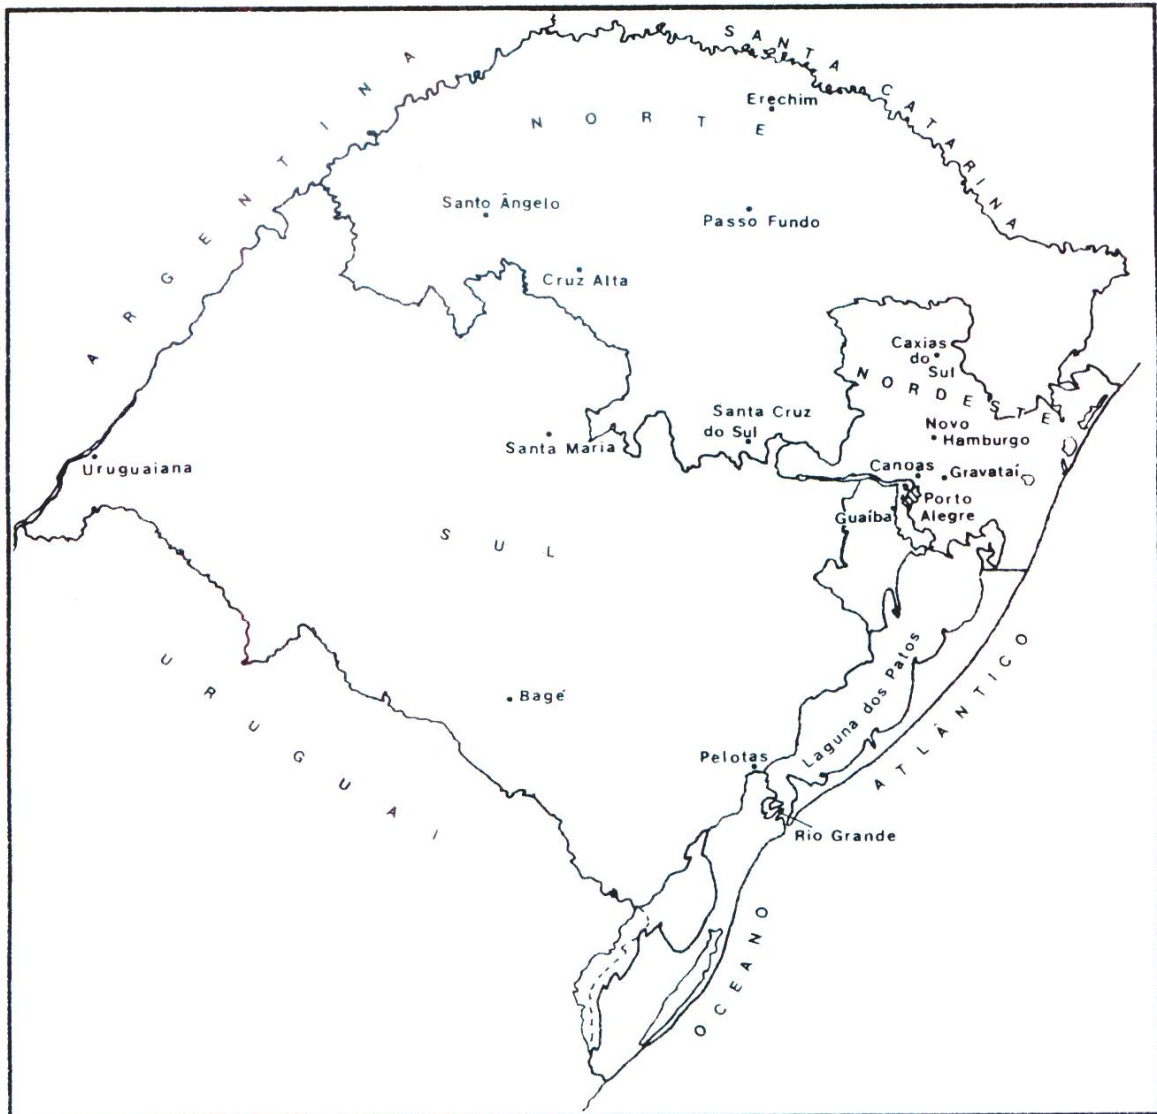 SANTA CATARINA
ARGENTINA
Erechim
NORTE
Santo Ângelo
Passo Fundo
Cruz Alta
Caxias
do
Sul
NORDESTE
Santa Cruz
do Sul
Novo
Hamburgo
Santa Maria
Uruguaiana
Canoas
Gravataí
Porto
Alegre
Guaíba
SUL
Laguna dos Patos
URUGUAI
Bagé
Pelotas
Rio Grande
OCEANO
ATLÂNTICO